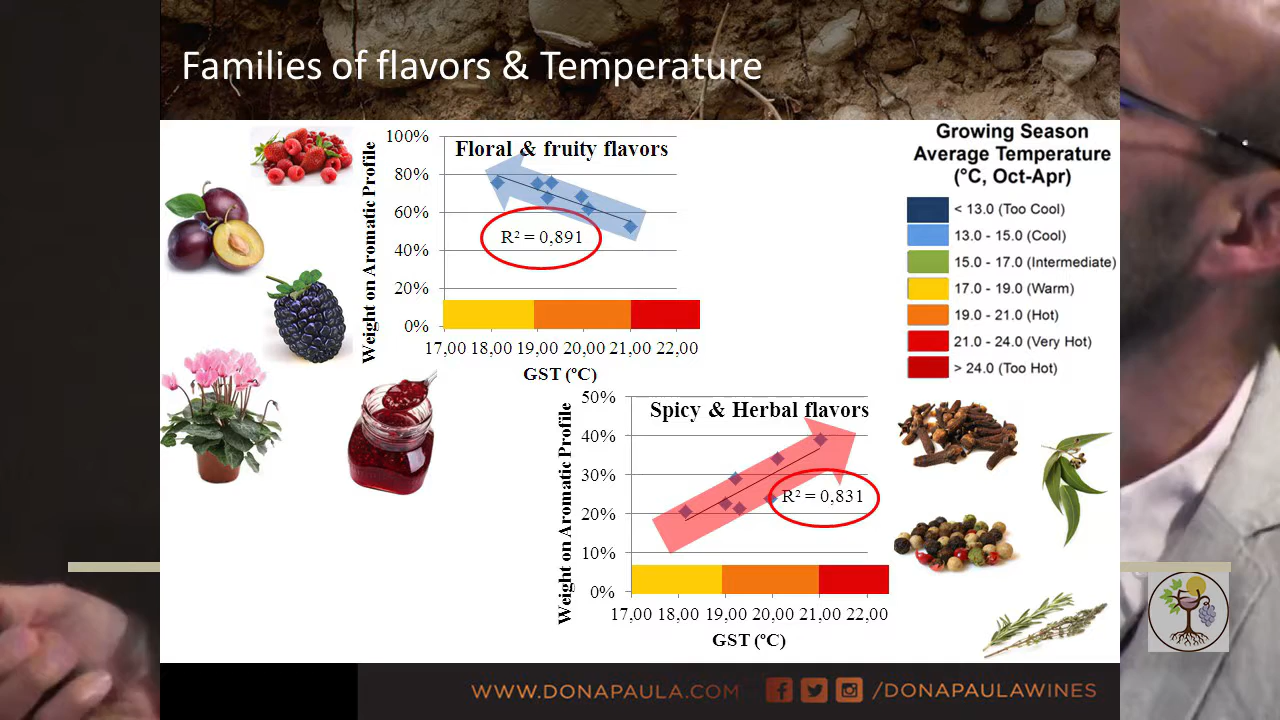 Families of flavors & Temperature
Weight on Aromatic Profile
100%
80%
60%
40%
20%
0%
Floral & fruity flavors
R² = 0,891
17,00 18,00 19,00 20,00 21,00 22,00
GST (ºC)
Growing Season
Average Temperature
(°C, Oct-Apr)
< 13.0 (Too Cool)
13.0 - 15.0 (Cool)
15.0 - 17.0 (Intermediate)
17.0 - 19.0 (Warm)
19.0 - 21.0 (Hot)
21.0 - 24.0 (Very Hot)
> 24.0 (Too Hot)
Weight on Aromatic Profile
50%
40%
30%
20%
10%
0%
Spicy & Herbal flavors
R² = 0,831
17,00 18,00 19,00 20,00 21,00 22,00
GST (ºC)
WWW.DONAPAULA.COM
/DONAPAULAWINES